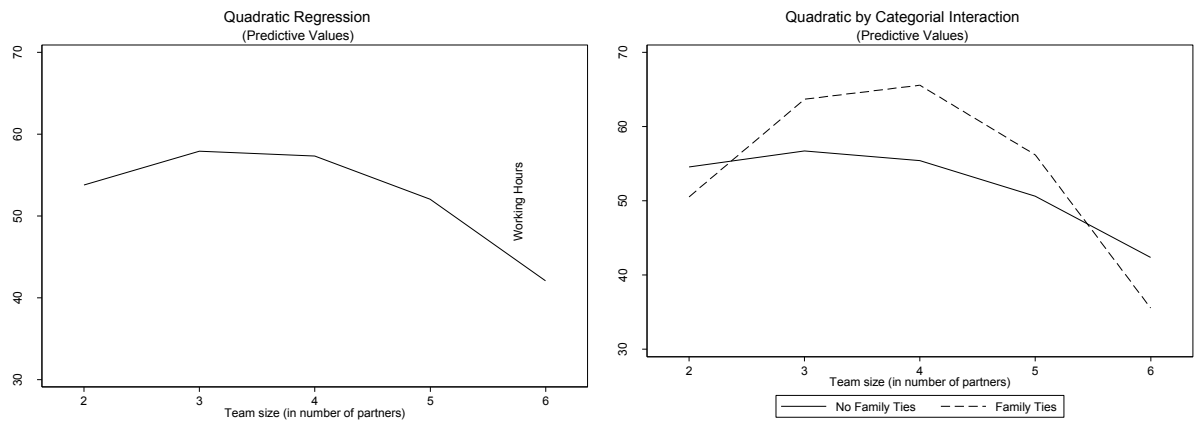 Quadratic Regression
(Predictive Values)
70
60
50
40
30
Working Hours
2 3 4 5 6
Team size (in number of partners)
Quadratic by Categorial Interaction
(Predictive Values)
70
60
50
40
30
2 3 4 5 6
Team size (in number of partners)
No Family Ties Family Ties